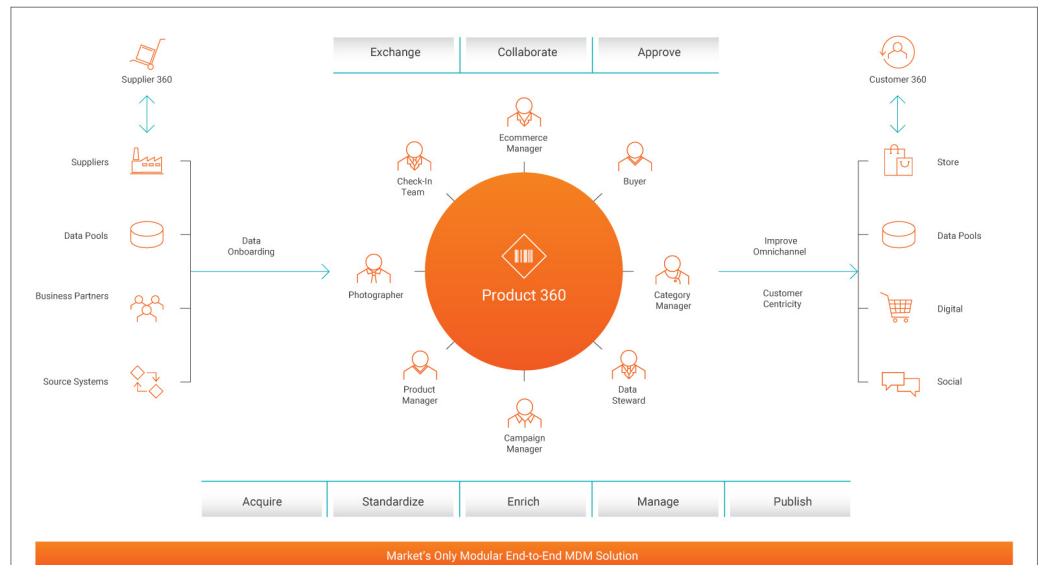 Exchange
Collaborate
Approve
Supplier 360
Customer 360
Ecommerce
Manager
Check-In
Team
Buyer
Suppliers
Store
Data Pools
Data
Onboarding
Improve
Omnichannel
Data Pools
Business Partners
Photographer
Product 360
Category
Manager
Customer
Centricity
Digital
Source Systems
Product
Manager
Data
Steward
Social
Campaign
Manager
Acquire
Standardize
Enrich
Manage
Publish
Market's Only Modular End-to-End MDM Solution